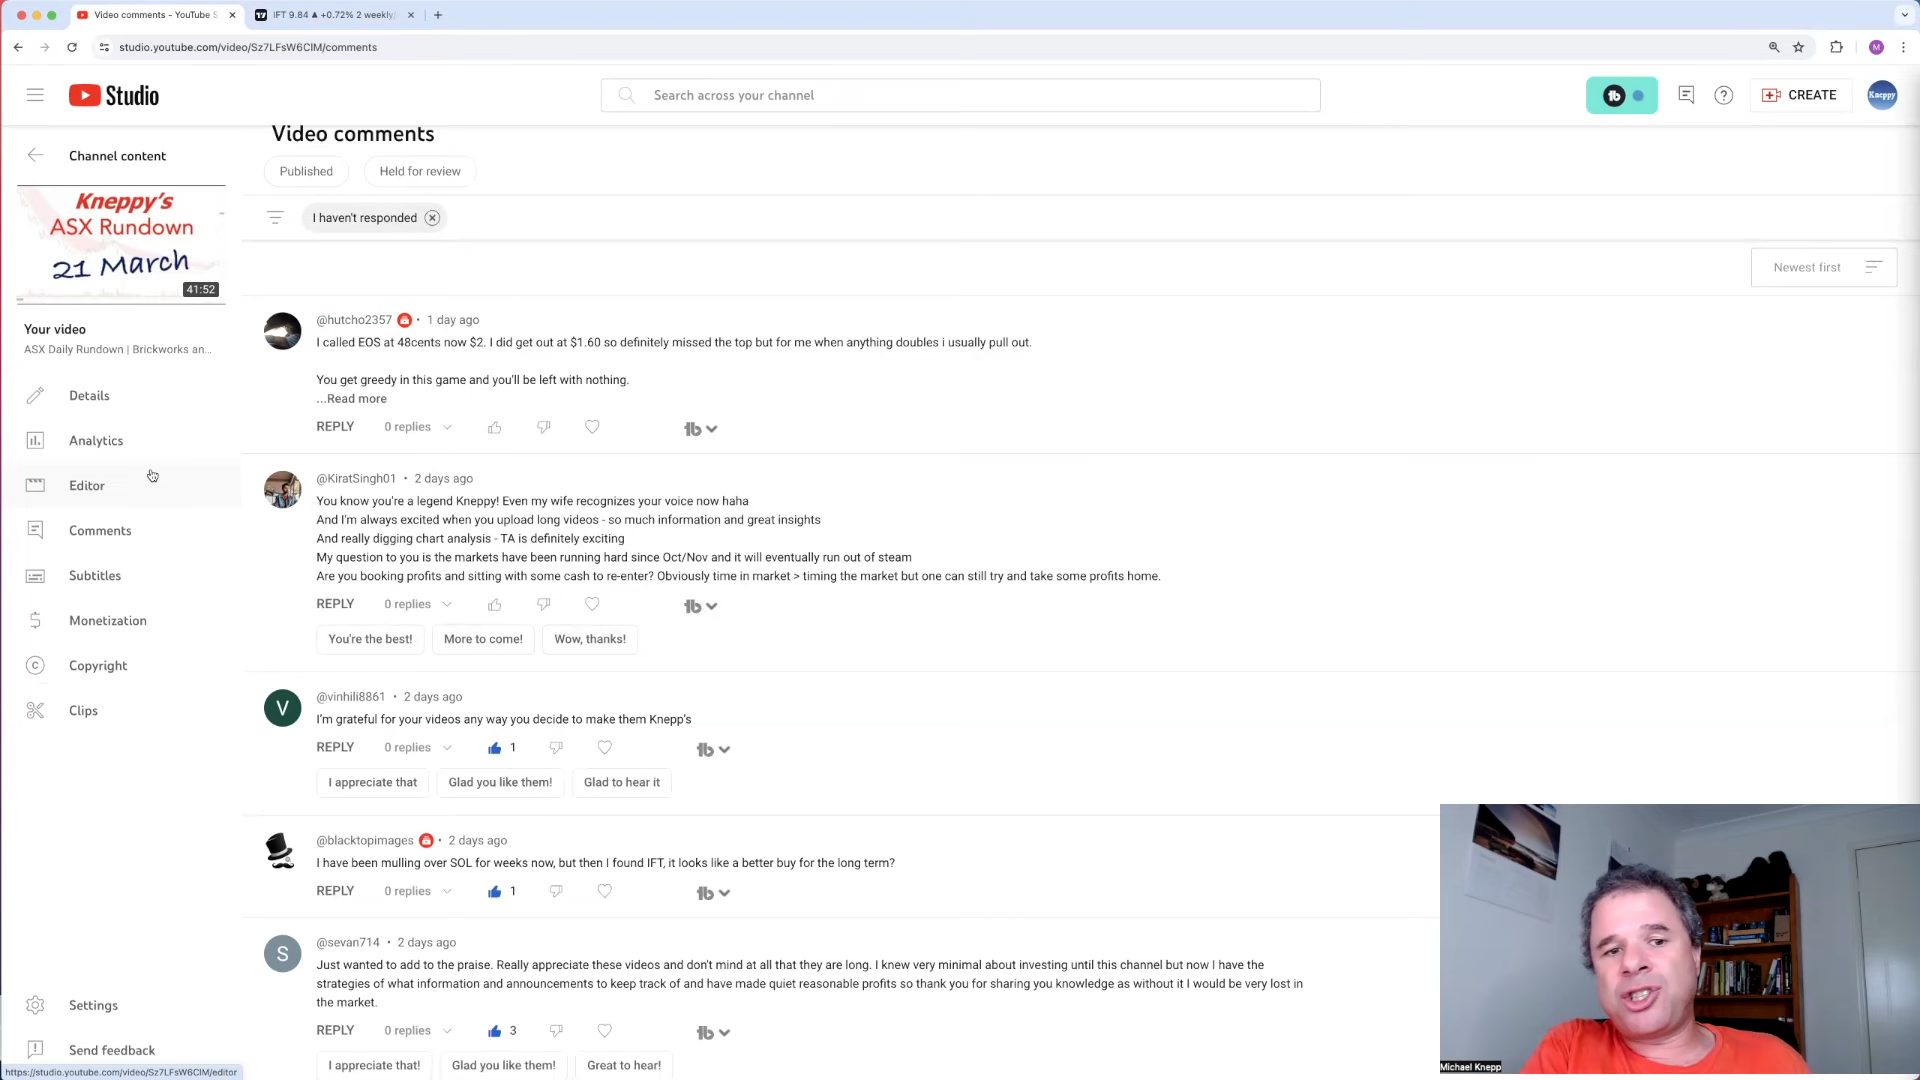 Video comments - YouTube S
IFT 9.84 ▲ +0.72% 2 weekly
studio.youtube.com/video/Sz7LFsW6ClM/comments
M
Studio
Search across your channel
CREATE
Kneppy
Channel content
Kneppy's
ASX Rundown
21 March
41:52
Your video
ASX Daily Rundown | Brickworks an...
Details
Analytics
Editor
Comments
Subtitles
Monetization
Copyright
Clips
Settings
Send feedback
https://studio.youtube.com/video/Sz7LFsW6ClM/editor
Video comments
Published
Held for review
I haven't responded
Newest first
@hutcho2357 • 1 day ago
I called EOS at 48cents now $2. I did get out at $1.60 so definitely missed the top but for me when anything doubles i usually pull out.
You get greedy in this game and you'll be left with nothing.
...Read more
REPLY 0 replies
@KiratSingh01 • 2 days ago
You know you're a legend Kneppy! Even my wife recognizes your voice now haha
And I'm always excited when you upload long videos - so much information and great insights
And really digging chart analysis - TA is definitely exciting
My question to you is the markets have been running hard since Oct/Nov and it will eventually run out of steam
Are you booking profits and sitting with some cash to re-enter? Obviously time in market > timing the market but one can still try and take some profits home.
REPLY 0 replies
You're the best! More to come! Wow, thanks!
V
@vinhili8861 • 2 days ago
I'm grateful for your videos any way you decide to make them Knepp's
REPLY 0 replies 1
I appreciate that Glad you like them! Glad to hear it
@blacktopimages • 2 days ago
I have been mulling over SOL for weeks now, but then I found IFT, it looks like a better buy for the long term?
REPLY 0 replies 1
S
@sevan714 • 2 days ago
Just wanted to add to the praise. Really appreciate these videos and don't mind at all that they are long. I knew very minimal about investing until this channel but now I have the
strategies of what information and announcements to keep track of and have made quiet reasonable profits so thank you for sharing you knowledge as without it I would be very lost in
the market.
REPLY 0 replies 3
I appreciate that! Glad you like them! Great to hear!
Michael Knepp